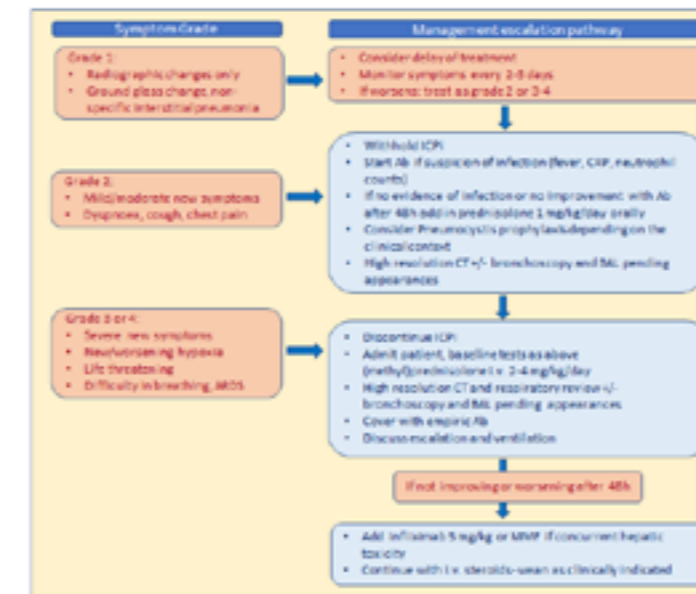 Symptom Grade
Management escalation pathway
Grade 1:
• Radiographic changes only
• Ground glass change, non-
specific interstitial pneumonia
• Consider delay of treatment
• Monitor symptoms every 2-3 days
• If worsens: treat as grade 2 or 3-4
Grade 2:
• Mild/moderate new symptoms
• Dyspnoea, cough, chest pain
• Withhold ICPi
• Start Ab if suspicion of infection (fever, CRP, neutrophil
counts)
• If no evidence of infection or no improvement with Ab
after 48h add in prednisolone 1 mg/kg/day orally
• Consider Pneumocystis prophylaxis depending on the
clinical context
• High resolution CT +/- bronchoscopy and BAL pending
appearances
Grade 3 or 4:
• Severe new symptoms
• New/worsening hypoxia
• Life threatening
• Difficulty in breathing, ARDS
• Discontinue ICPi
• Admit patient, baseline tests as above
(methyl)prednisolone i.v. 2-4 mg/kg/day
• High resolution CT and respiratory review +/-
bronchoscopy and BAL pending appearances
• Cover with empiric Ab
• Discuss escalation and ventilation
If not improving or worsening after 48h
• Add infliximab 5 mg/kg or MMF if concurrent hepatic
toxicity
• Continue with i.v. steroids-wean as clinically indicated